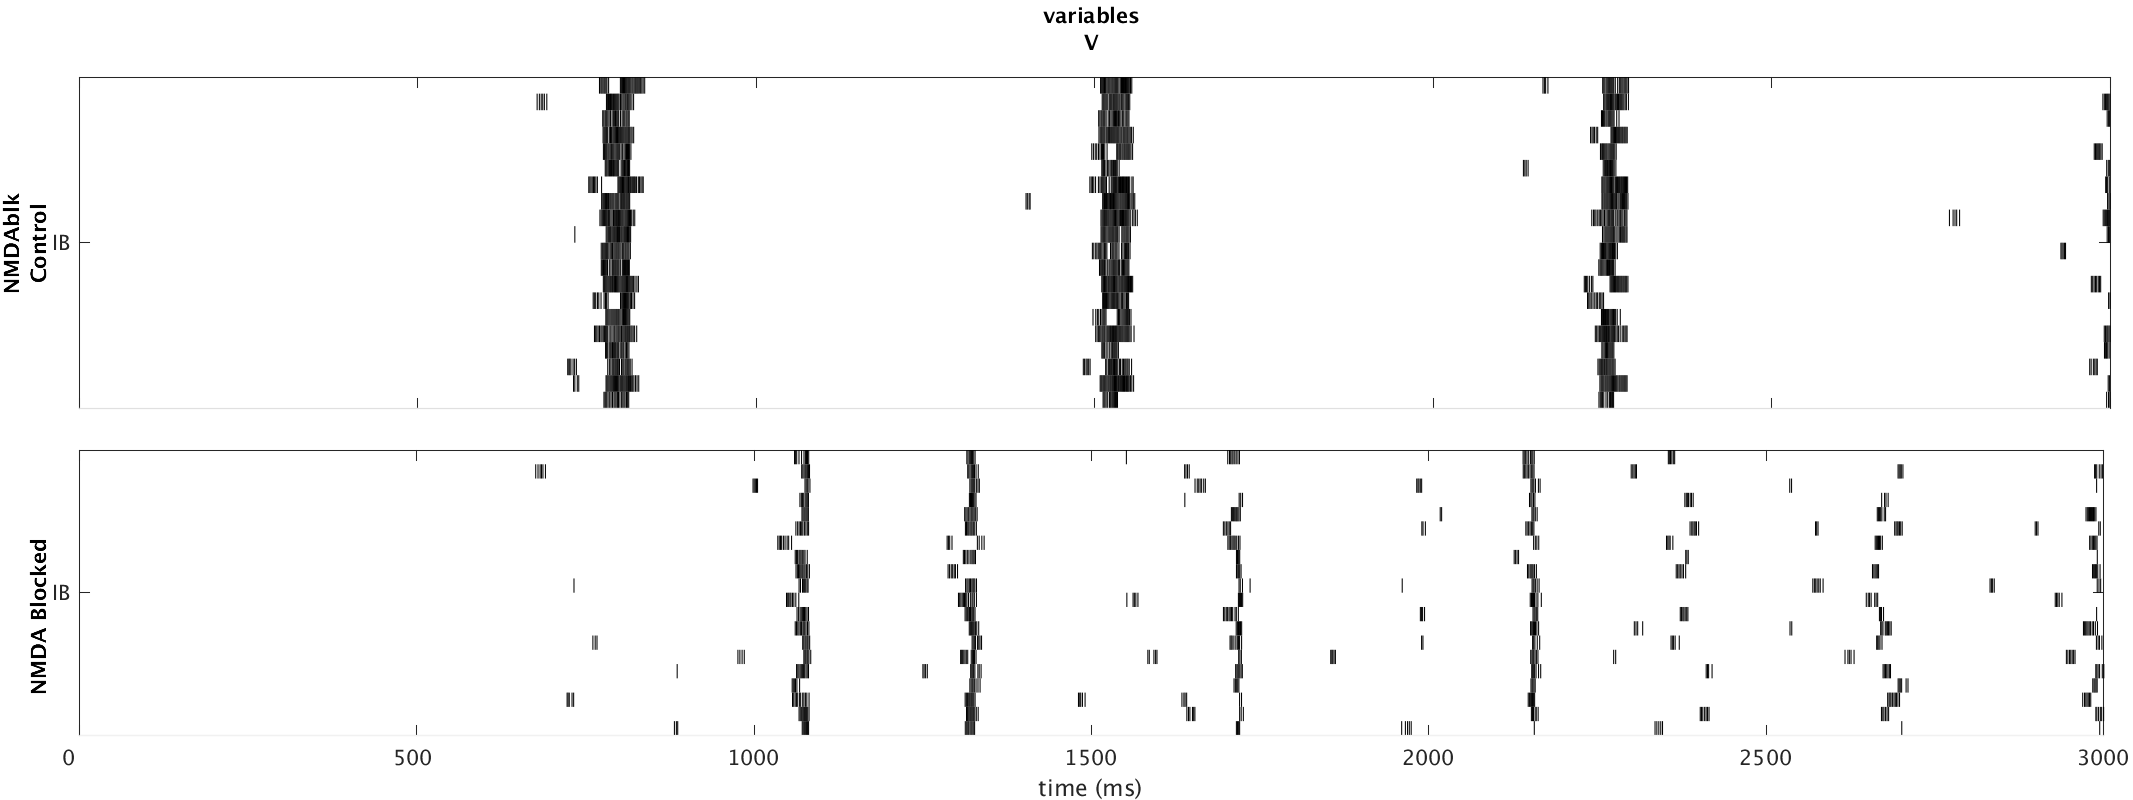 variables
V
NMDAblk
Control
IB
NMDA Blocked
IB
0 500 1000 1500 2000 2500 3000
time (ms)